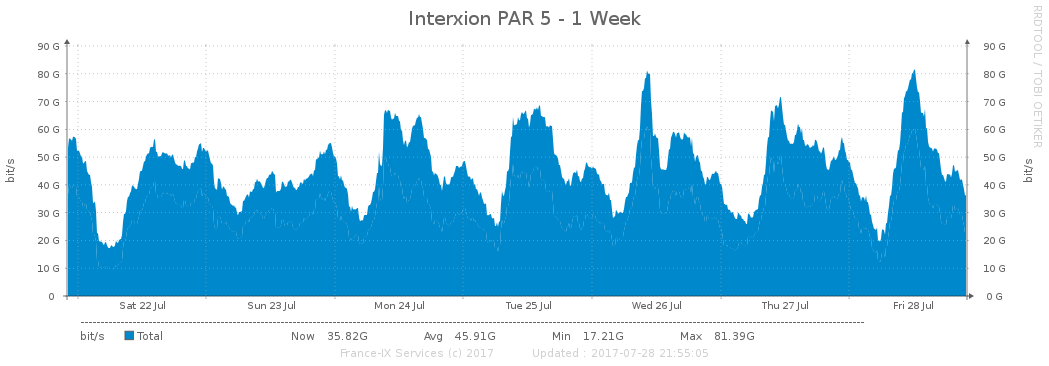 Interxion PAR 5 - 1 Week
RRDTOOL / TOBI OETIKER
90 G 90 G
80 G 80 G
70 G 70 G
60 G 60 G
50 G 50 G
40 G 40 G
30 G 30 G
20 G 20 G
10 G 10 G
0 0 G
bit/s bit/s
Sat 22 Jul Sun 23 Jul Mon 24 Jul Tue 25 Jul Wed 26 Jul Thu 27 Jul Fri 28 Jul
bit/s Total Now 35.82G Avg 45.91G Min 17.21G Max 81.39G
France-IX Services (c) 2017 Updated : 2017-07-28 21:55:05